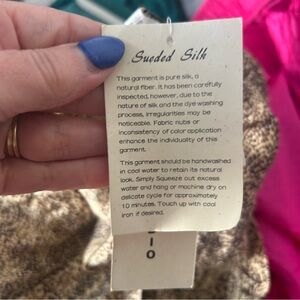 Sueded Silk
This garment is pure silk, a
natural fiber. It has been carefully
inspected, however, due to the
nature of silk and the dye washing
process, irregularities may be
noticeable. Fabric nubs or
inconsistency of color application
enhance the individuality of this
garment.
This garment should be handwashed
in cool water to retain its natural
look. Simply Squeeze out excess
water and hang or machine dry on
delicate cycle for approximately
10 minutes. Touch up with cool
iron if desired.
D
I
O